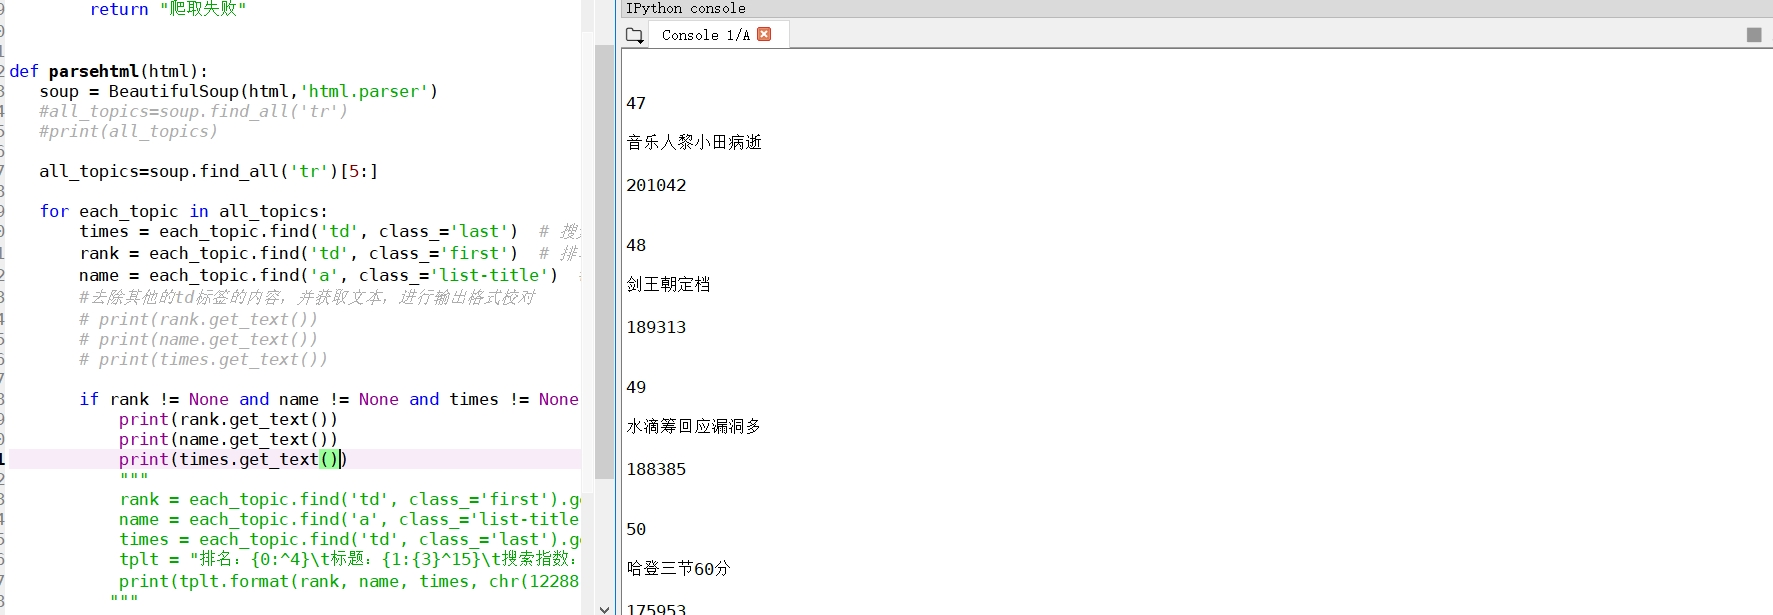 return "爬取失败"
def parsehtml(html):
soup = BeautifulSoup(html,'html.parser')
#all_topics=soup.find_all('tr')
#print(all_topics)
all_topics=soup.find_all('tr')[5:]
for each_topic in all_topics:
times = each_topic.find('td', class_='last')  # 搜
rank = each_topic.find('td', class_='first')  # 排
name = each_topic.find('a', class_='list-title')
#去除其他的td标签的内容，并获取文本，进行输出格式校对
# print(rank.get_text())
# print(name.get_text())
# print(times.get_text())
if rank != None and name != None and times != None
print(rank.get_text())
print(name.get_text())
print(times.get_text())
"""
rank = each_topic.find('td', class_='first').g
name = each_topic.find('a', class_='list-title
times = each_topic.find('td', class_='last').g
tplt = "排名：{0:^4}\t标题：{1:{3}^15}\t搜索指数：
print(tplt.format(rank, name, times, chr(12288
"""
IPython console
Console 1/A
47
音乐人黎小田病逝
201042
48
剑王朝定档
189313
49
水滴筹回应漏洞多
188385
50
哈登三节60分
175953